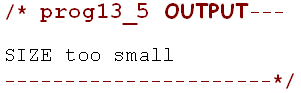 /* prog13_5 OUTPUT---
SIZE too small
-----------------------*/